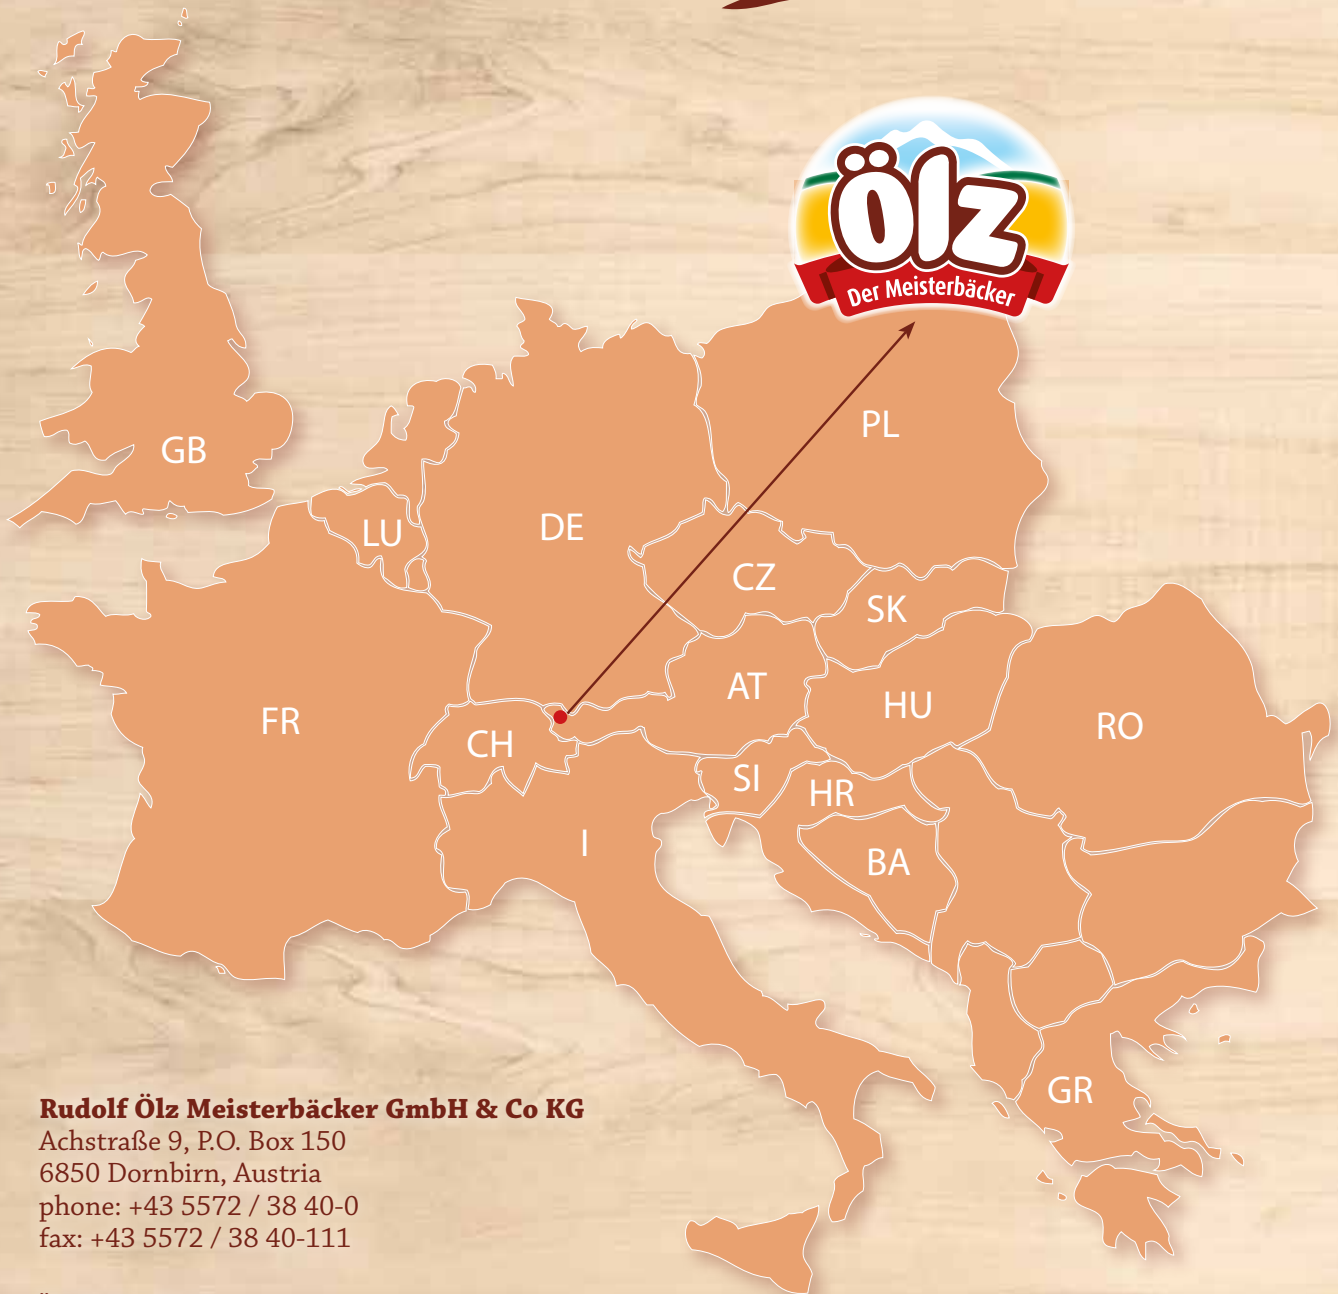 ölz
Der Meisterbäcker
GB
PL
LU
DE
CZ
SK
AT
HU
FR
CH
RO
SI
HR
I
BA
GR
Rudolf Ölz Meisterbäcker GmbH & Co KG
Achstraße 9, P.O. Box 150
6850 Dornbirn, Austria
phone: +43 5572 / 38 40-0
fax: +43 5572 / 38 40-111